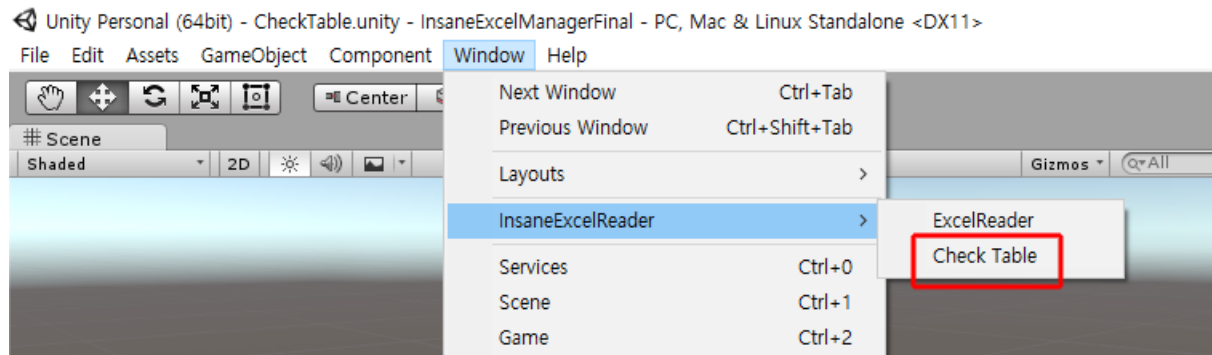 Unity Personal (64bit) - CheckTable.unity - InsaneExcelManagerFinal - PC, Mac & Linux Standalone <DX11>
File Edit Assets GameObject Component Window Help
Center
Next Window Ctrl+Tab
Previous Window Ctrl+Shift+Tab
# Scene
Shaded 2D Gizmos All
Layouts >
InsaneExcelReader > ExcelReader
Check Table
Services Ctrl+0
Scene Ctrl+1
Game Ctrl+2